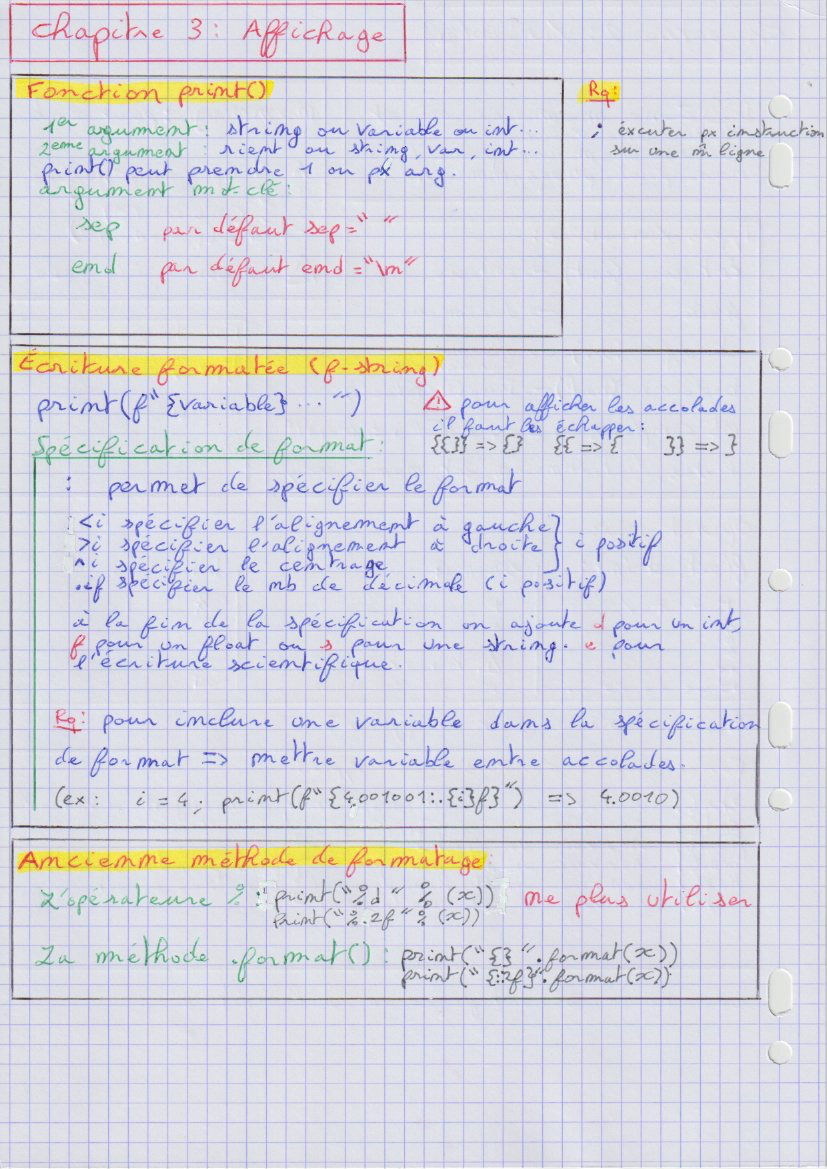 Chapitre 3 : Affichage
Fonction print()
1er argument : string ou variable ou int...
2eme argument : rient ou string, var, int...
print() peut prendre 1 ou px arg.
argument mot-clé :
sep par défaut sep=" "
end par défaut end ="\n"
Rq:
; éxcuter px instruction
sur une m̂ ligne
Écriture formatée (f-string)
print(f"{variable} ... ")
⚠ pour afficher les accolades
il faut les échapper :
{{}} => {} {{ => { }} => }
Spécification de format :
: permet de spécifier le format
<i spécifier l'alignement à gauche
>i spécifier l'alignement à droite } i positif
^i spécifier le centrage
.if spécifier le nb de décimale (i positif)
à la fin de la spécification on ajoute d pour un int,
f pour un float ou s pour une string. e pour
l'écriture scientifique.
Rq: pour inclure une variable dans la spécification
de format => mettre variable entre accolades.
(ex : i = 4 ; print(f"{4.001001:.{i}f}") => 4.0010)
Ancienne méthode de formatage :
L'opérateure % : print("%d" % (x)) ne plus utiliser
print("%.2f"% (x))
La méthode .format() : print("{}".format(x))
print("{:.2f}".format(x))